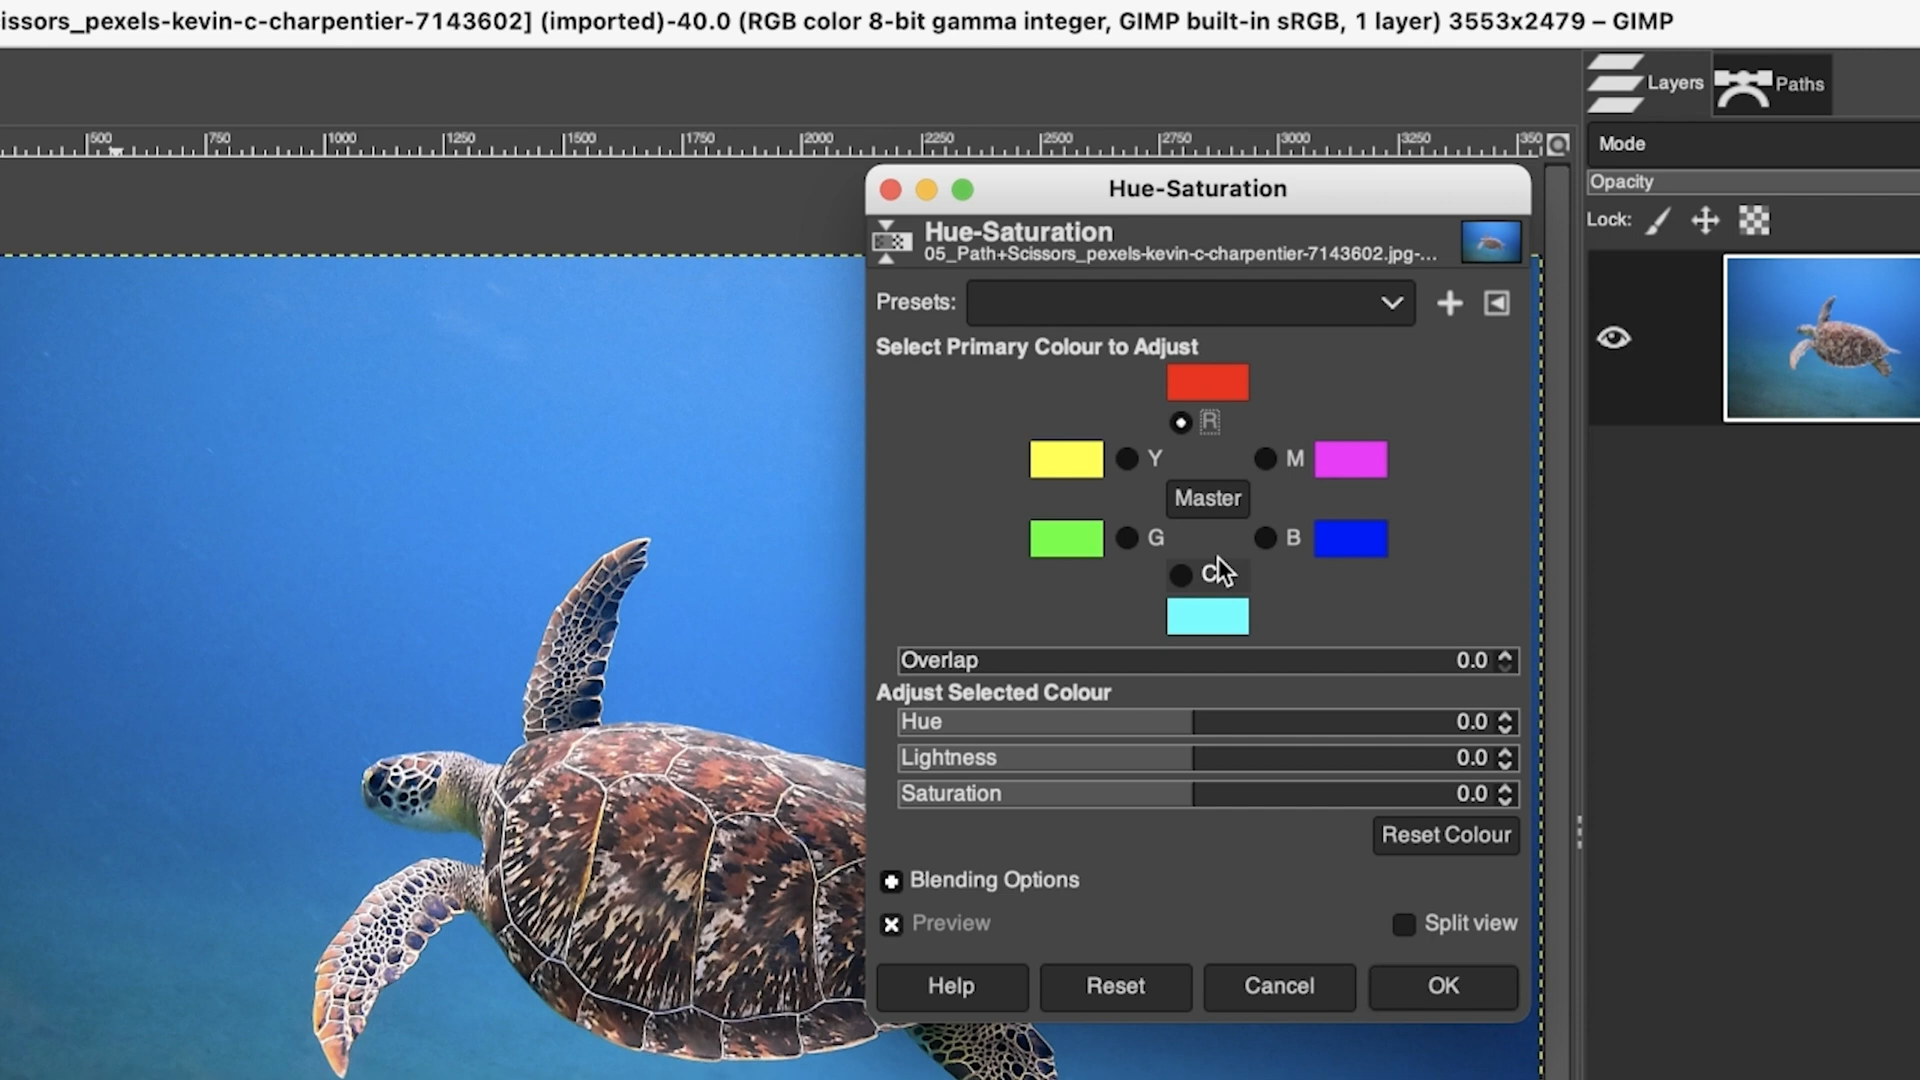 issors_pexels-kevin-c-charpentier-7143602] (imported)-40.0 (RGB color 8-bit gamma integer, GIMP built-in sRGB, 1 layer) 3553x2479 – GIMP
Layers
Paths
500 750 1000 1250 1500 1750 2000 2250 2500 2750 3000 3250 350
Mode
Opacity
Lock:
Hue-Saturation
Hue-Saturation
05_Path+Scissors_pexels-kevin-c-charpentier-7143602.jpg-...
Presets:
Select Primary Colour to Adjust
R
Y
M
Master
G
B
C
Overlap 0.0
Adjust Selected Colour
Hue 0.0
Lightness 0.0
Saturation 0.0
Reset Colour
Blending Options
Preview
Split view
Help
Reset
Cancel
OK